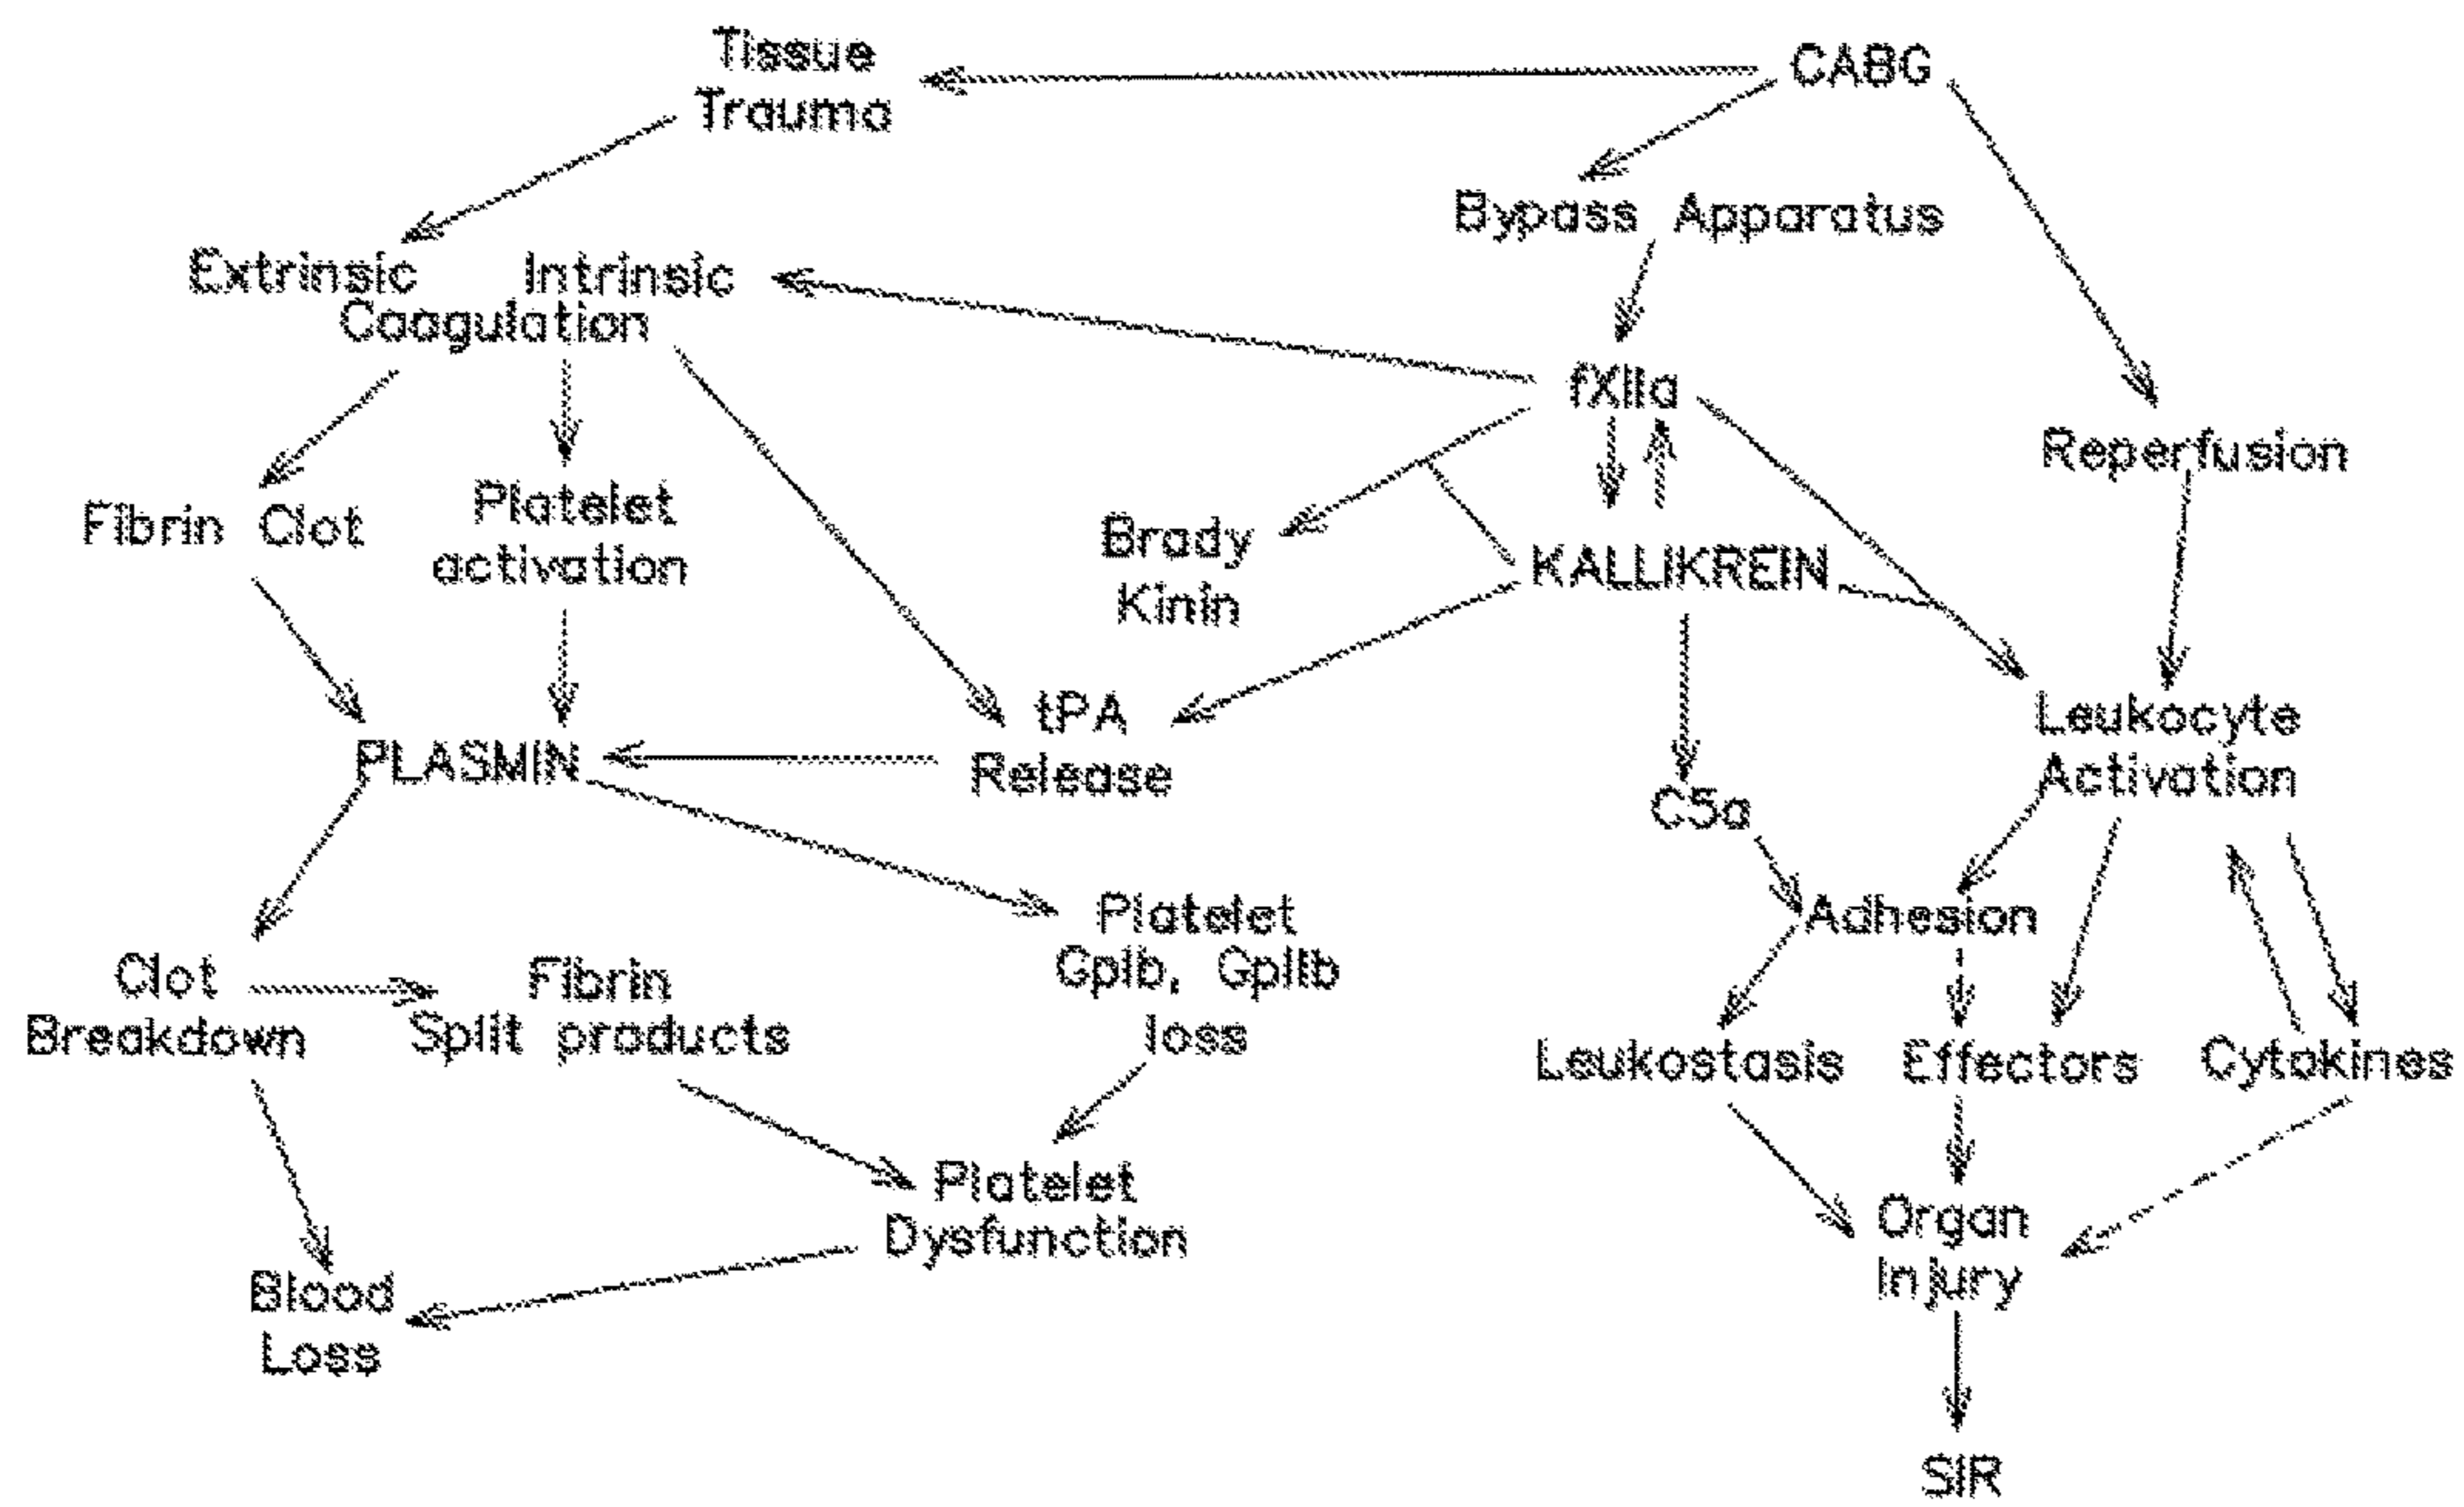 Tissue
Trauma
CABG
Bypass Apparatus
Extrinsic Intrinsic
Coagulation
fXIIa
Reperfusion
Fibrin Clot
Platelet
activation
Brady
Kinin
KALLIKREIN
tPA
Release
PLASMIN
Leukocyte
Activation
C5a
Adhesion
Platelet
GpIb, GpIIb
loss
Clot
Breakdown
Fibrin
Split products
Leukostasis
Effectors
Cytokines
Platelet
Dysfunction
Organ
Injury
Blood
Loss
SIR